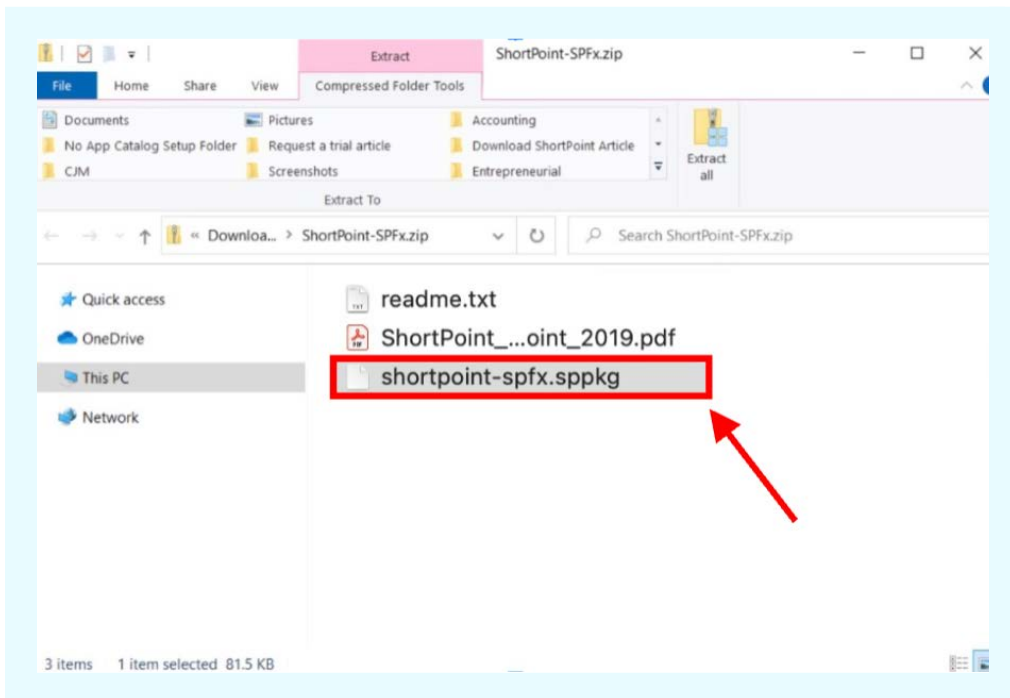 Extract ShortPoint-SPFx.zip
File Home Share View Compressed Folder Tools
Documents Pictures Accounting
No App Catalog Setup Folder Request a trial article Download ShortPoint Article
CJM Screenshots Entrepreneurial
Extract all
Extract To
« Downloa... > ShortPoint-SPFx.zip Search ShortPoint-SPFx.zip
Quick access
OneDrive
This PC
Network
TXT readme.txt
PDF ShortPoint_...oint_2019.pdf
shortpoint-spfx.sppkg
3 items 1 item selected 81.5 KB